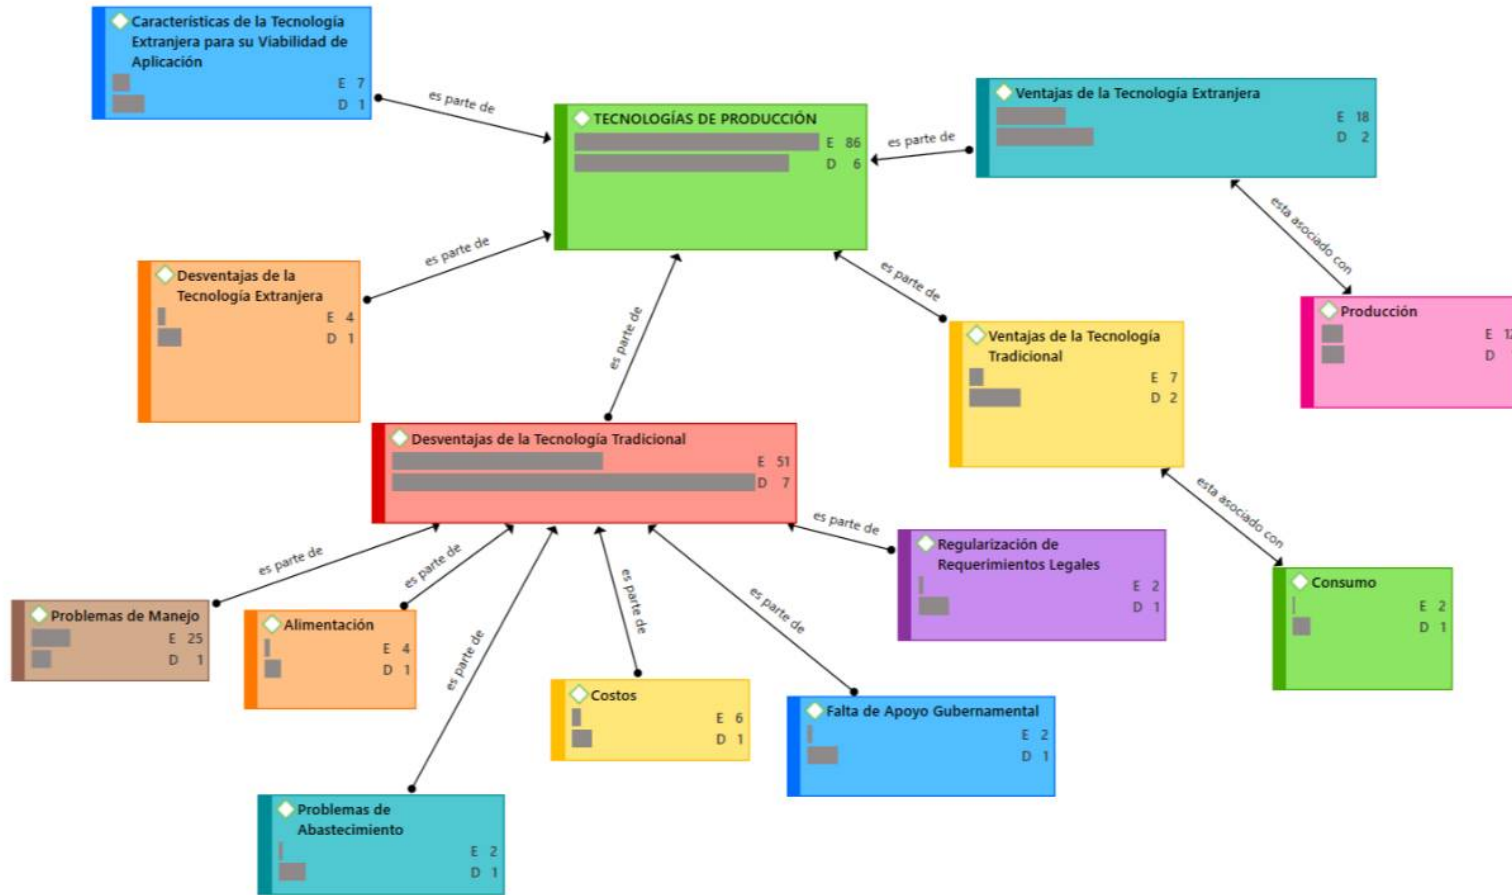 Características de la Tecnología
Extranjera para su Viabilidad de
Aplicación
E 7
D 1
es parte de
TECNOLOGÍAS DE PRODUCCIÓN
E 86
D 6
es parte de
Ventajas de la Tecnología Extranjera
E 18
D 2
esta asociado con
Producción
E 12
D
Desventajas de la
Tecnología Extranjera
E 4
D 1
es parte de
es parte de
es parte de
Ventajas de la Tecnología
Tradicional
E 7
D 2
esta asociado con
Consumo
E 2
D 1
Desventajas de la Tecnología Tradicional
E 51
D 7
es parte de
Regularización de
Requerimientos Legales
E 2
D 1
es parte de
Problemas de Manejo
E 25
D 1
es parte de
Alimentación
E 4
D 1
es parte de
Problemas de
Abastecimiento
E 2
D 1
es parte de
Costos
E 6
D 1
es parte de
Falta de Apoyo Gubernamental
E 2
D 1